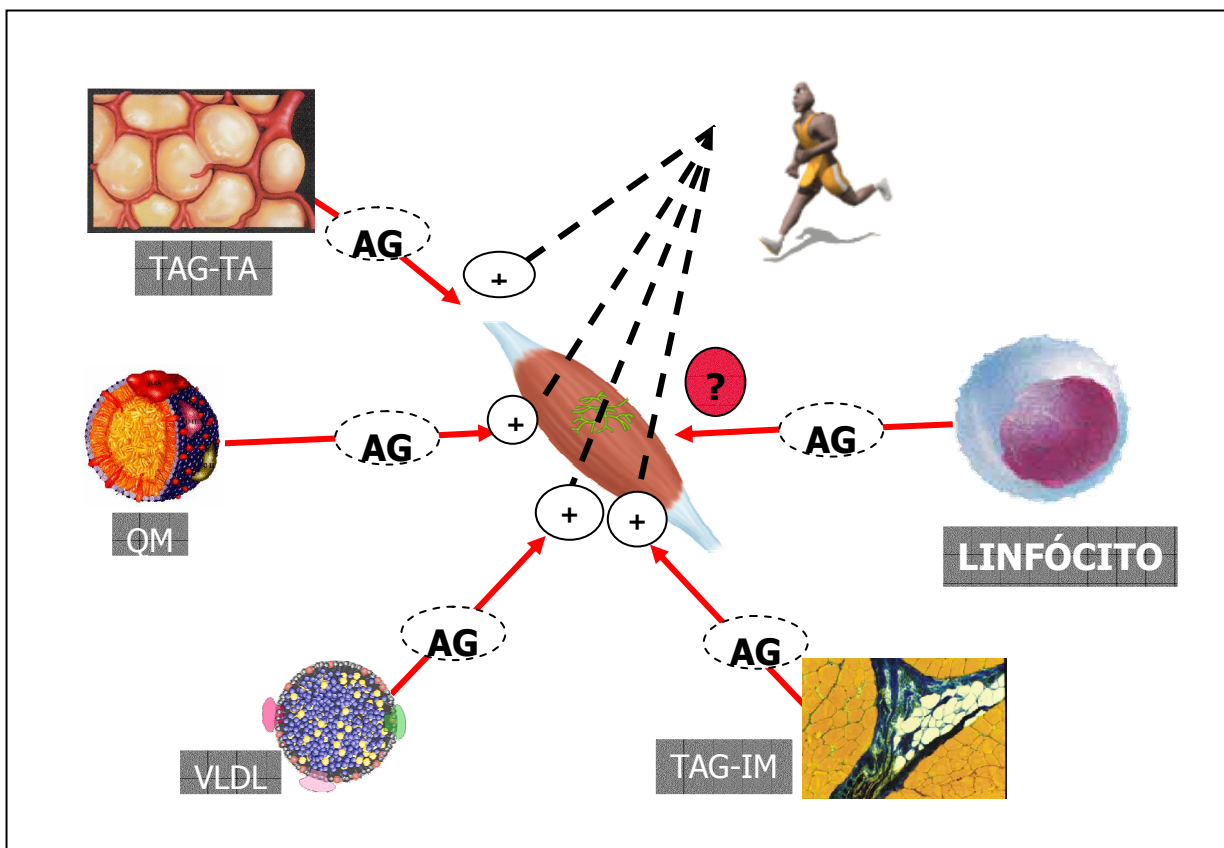 TAG-TA
AG
+
?
QM
AG
+
AG
LINFÓCITO
+
+
VLDL
AG
AG
TAG-IM